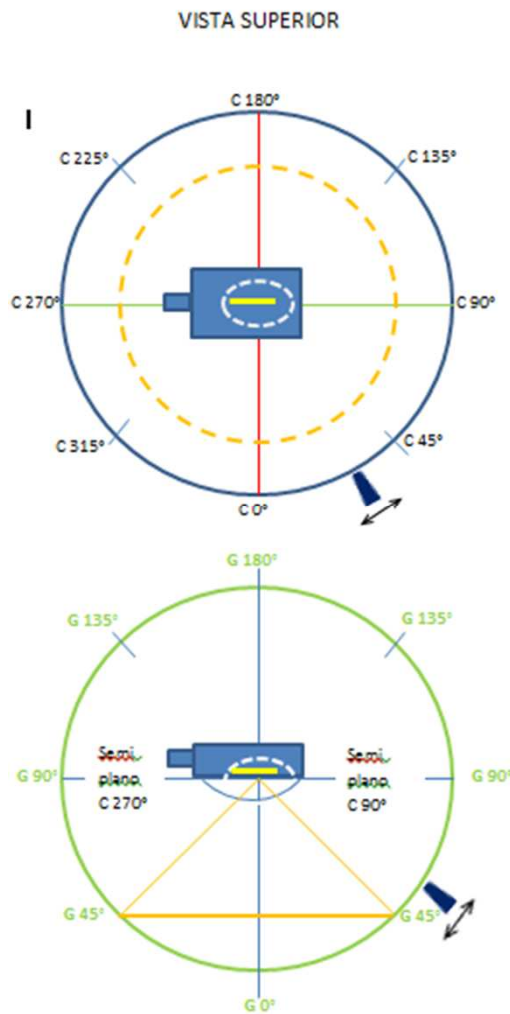 VISTA SUPERIOR
C 180º
I
C 225º
C 135º
C 270º
C 90º
C 315º
C 45º
C 0º
G 180º
G 135º
G 135º
Semi
plano
C 270º
Semi
plano
C 90º
G 90º
G 90º
G 45º
G 45º
G 0º